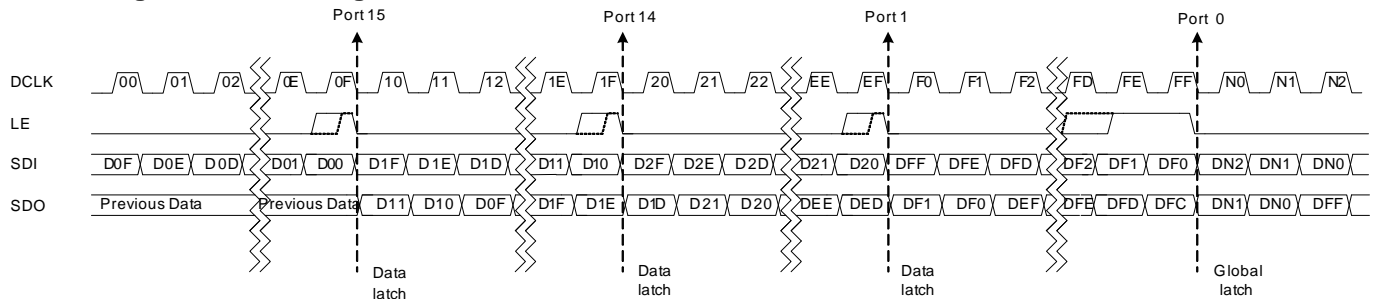 Port 15 Port 14 Port 1 Port 0
DCLK 00 01 02 0E 0F 10 11 12 1E 1F 20 21 22 EE EF F0 F1 F2 FD FE FF N0 N1 N2
LE
SDI D0F D0E D0D D01 D00 D1F D1E D1D D11 D10 D2F D2E D2D D21 D20 DFF DFE DFD DF2 DF1 DF0 DN2 DN1 DN0
SDO Previous Data Previous Data D11 D10 D0F D1F D1E D1D D21 D20 DEE DED DF1 DF0 DEF DFE DFD DFC DN1 DN0 DFF
Data Data Data Global
latch latch latch latch